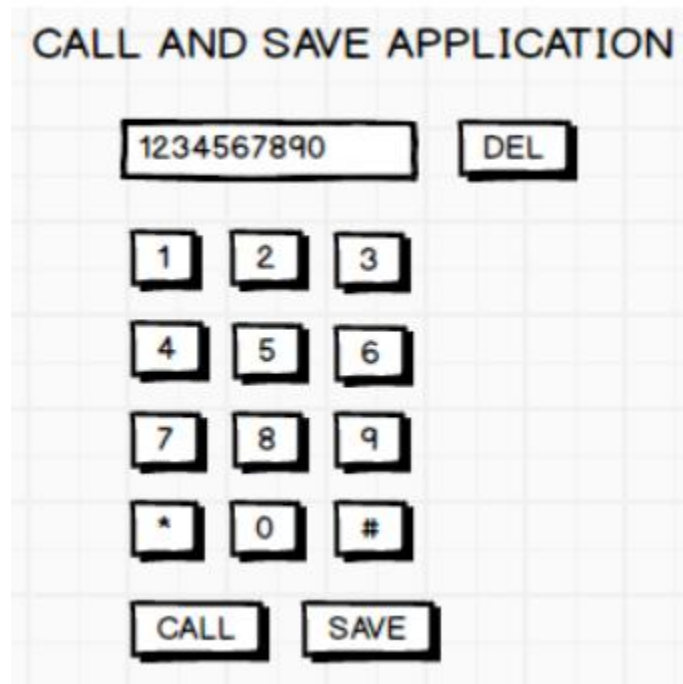 CALL AND SAVE APPLICATION
1234567890 DEL
1 2 3
4 5 6
7 8 9
* 0 #
CALL SAVE